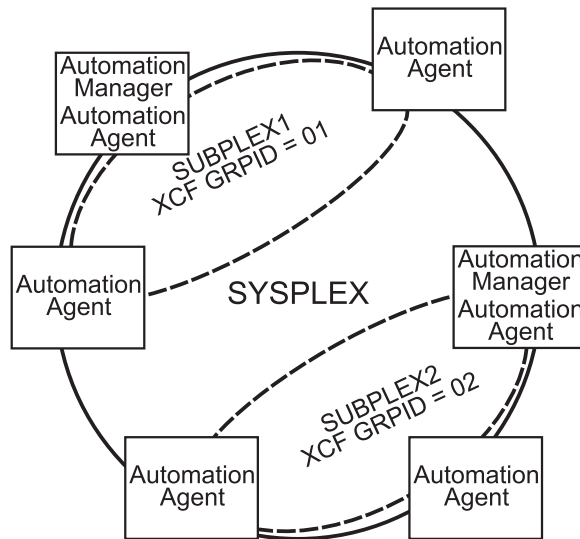 Automation
Agent
Automation
Manager
Automation
Agent
SUBPLEX1
XCF GRPID = 01
Automation
Agent
SYSPLEX
Automation
Manager
Automation
Agent
SUBPLEX2
XCF GRPID = 02
Automation
Agent
Automation
Agent